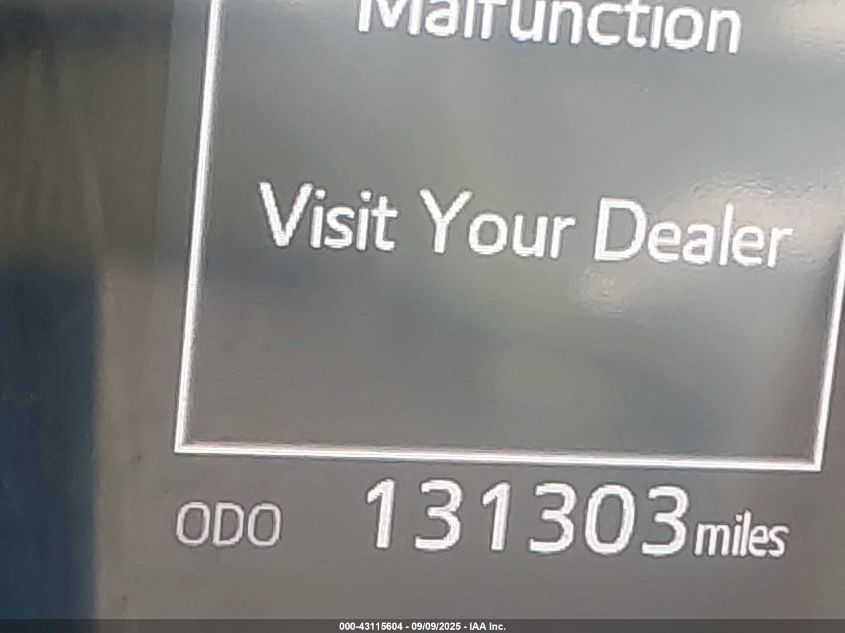 Malfunction
Visit Your Dealer
ODO 131303 miles
000-43115604 - 09/09/2025 - IAA Inc.